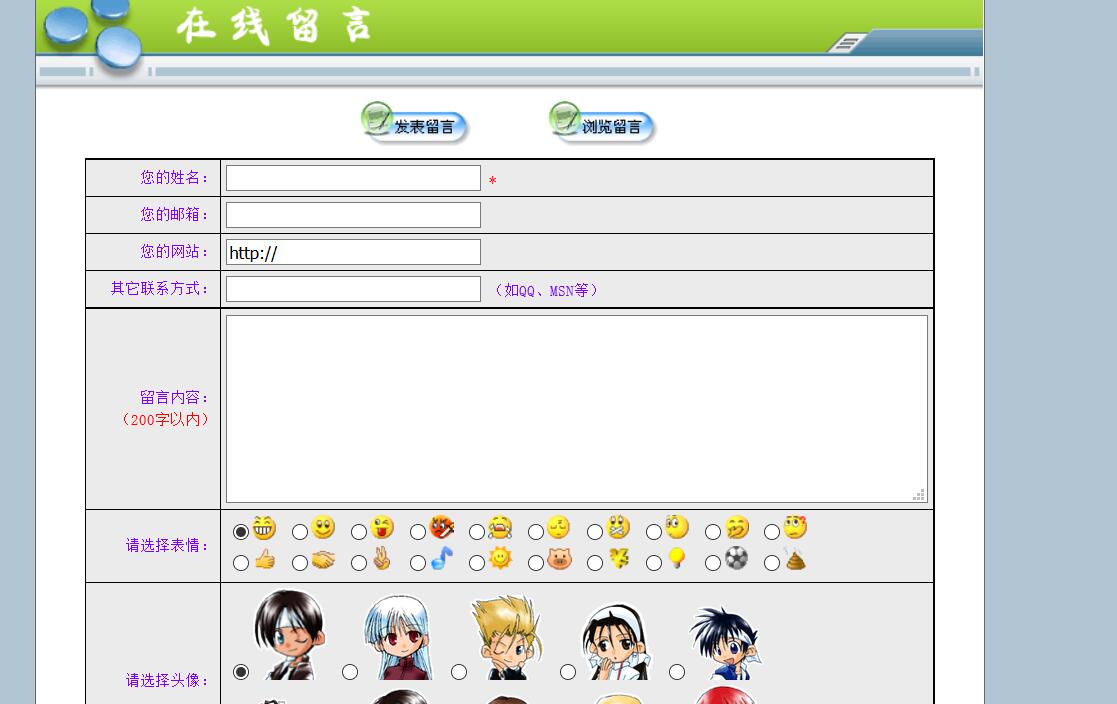 在线留言
发表留言 浏览留言
您的姓名： *
您的邮箱：
您的网站： http://
其它联系方式： （如QQ、MSN等）
留言内容：
（200字以内）
请选择表情：
请选择头像：